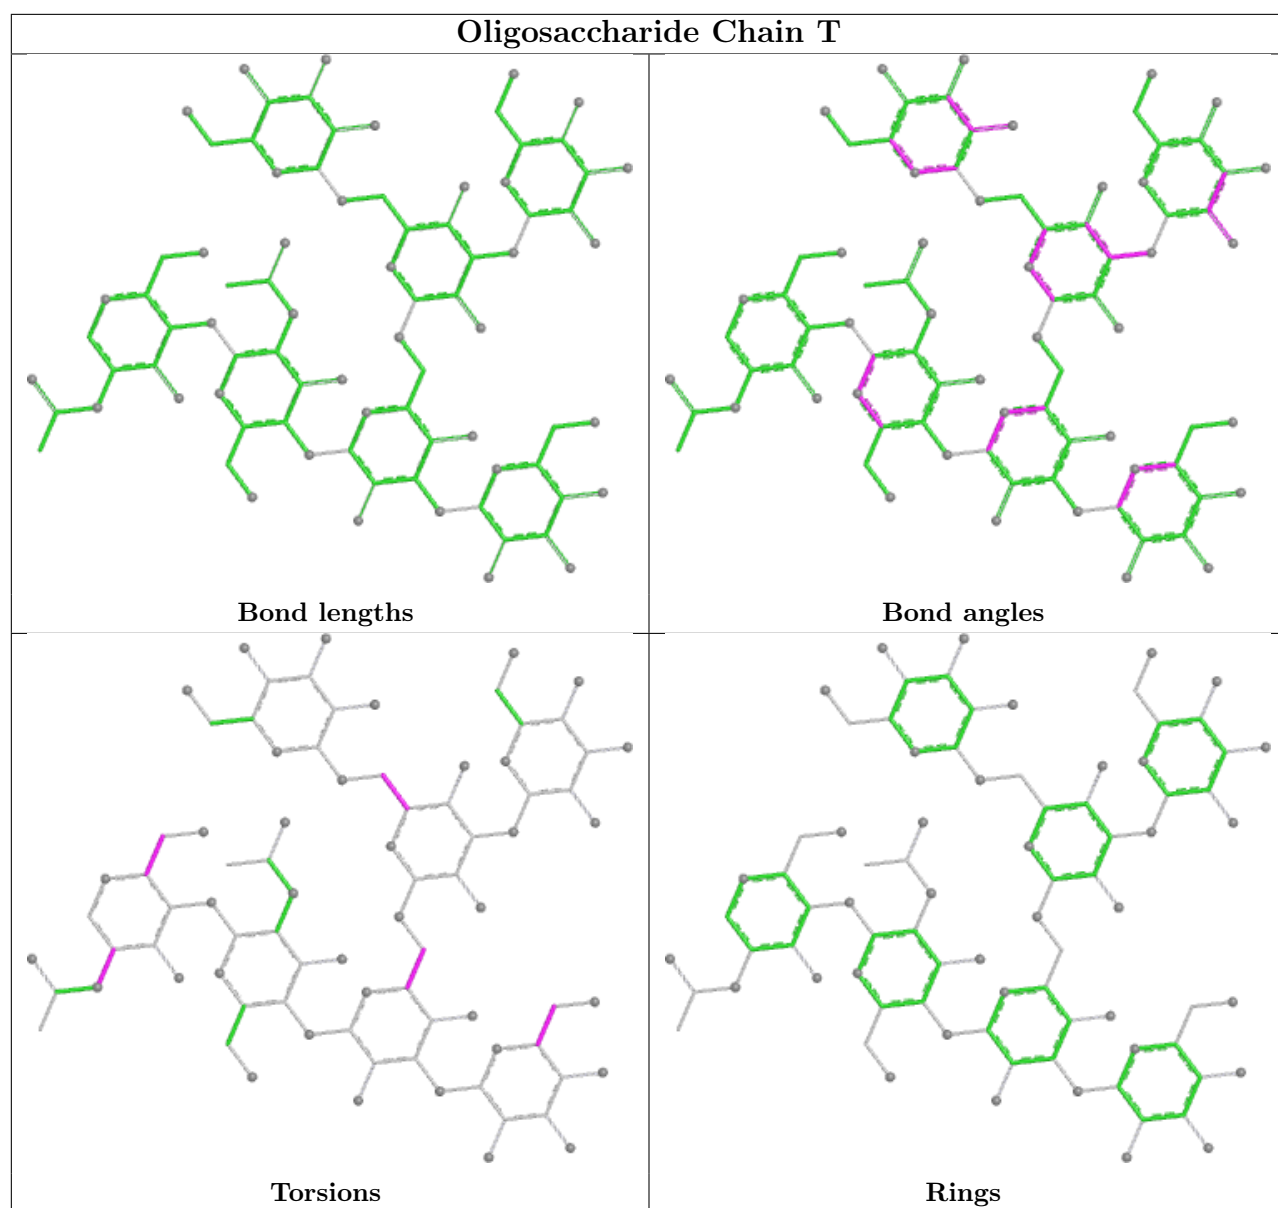 Oligosaccharide Chain T
Bond lengths
Bond angles
Torsions
Rings